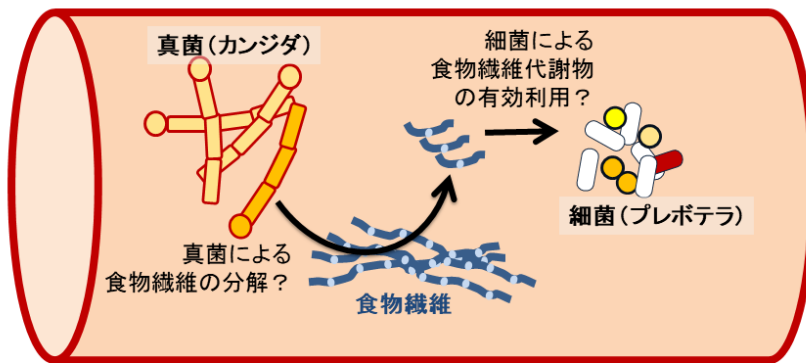 真菌(カンジダ)
細菌による
食物繊維代謝物
の有効利用?
細菌(プレボテラ)
真菌による
食物繊維の分解?
食物繊維